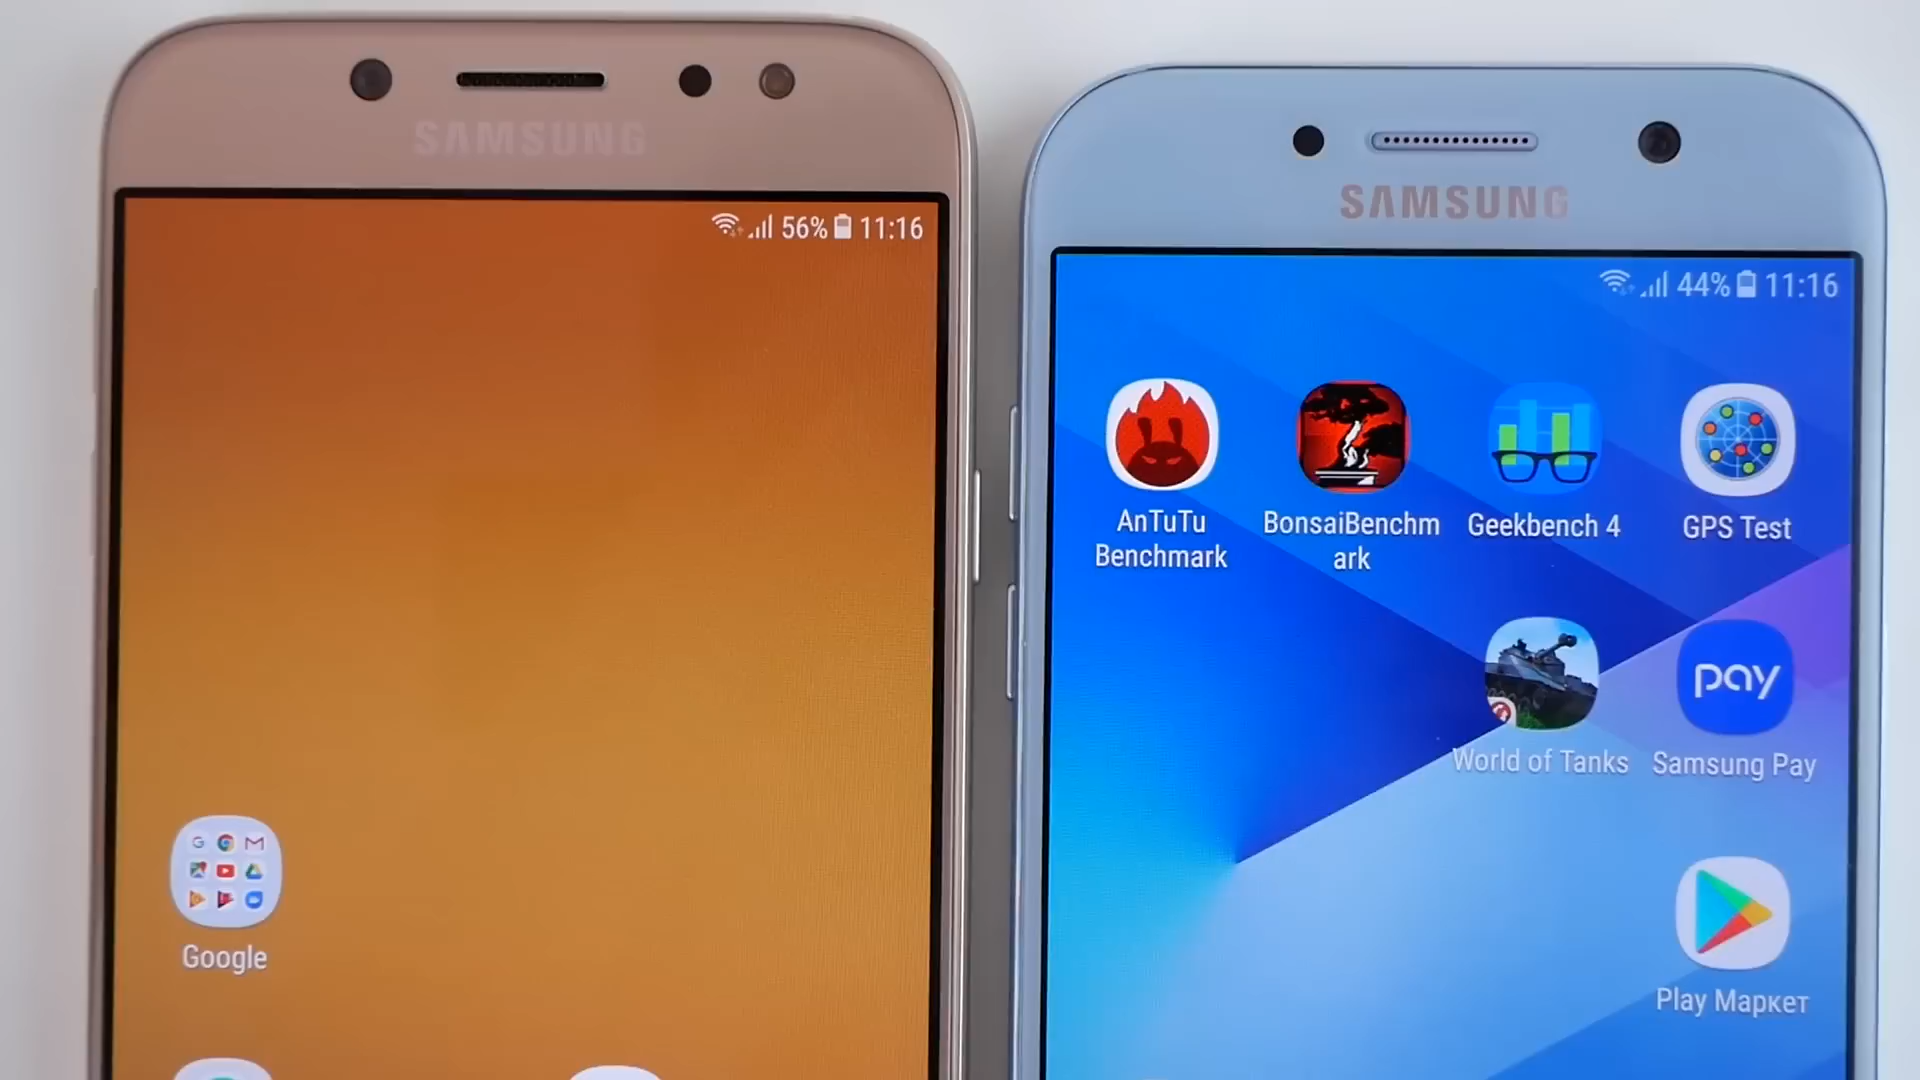 SAMSUNG
56% 11:16
Google
SAMSUNG
44% 11:16
AnTuTu
Benchmark
BonsaiBenchm
ark
Geekbench 4
GPS Test
World of Tanks
pay
Samsung Pay
Play Маркет